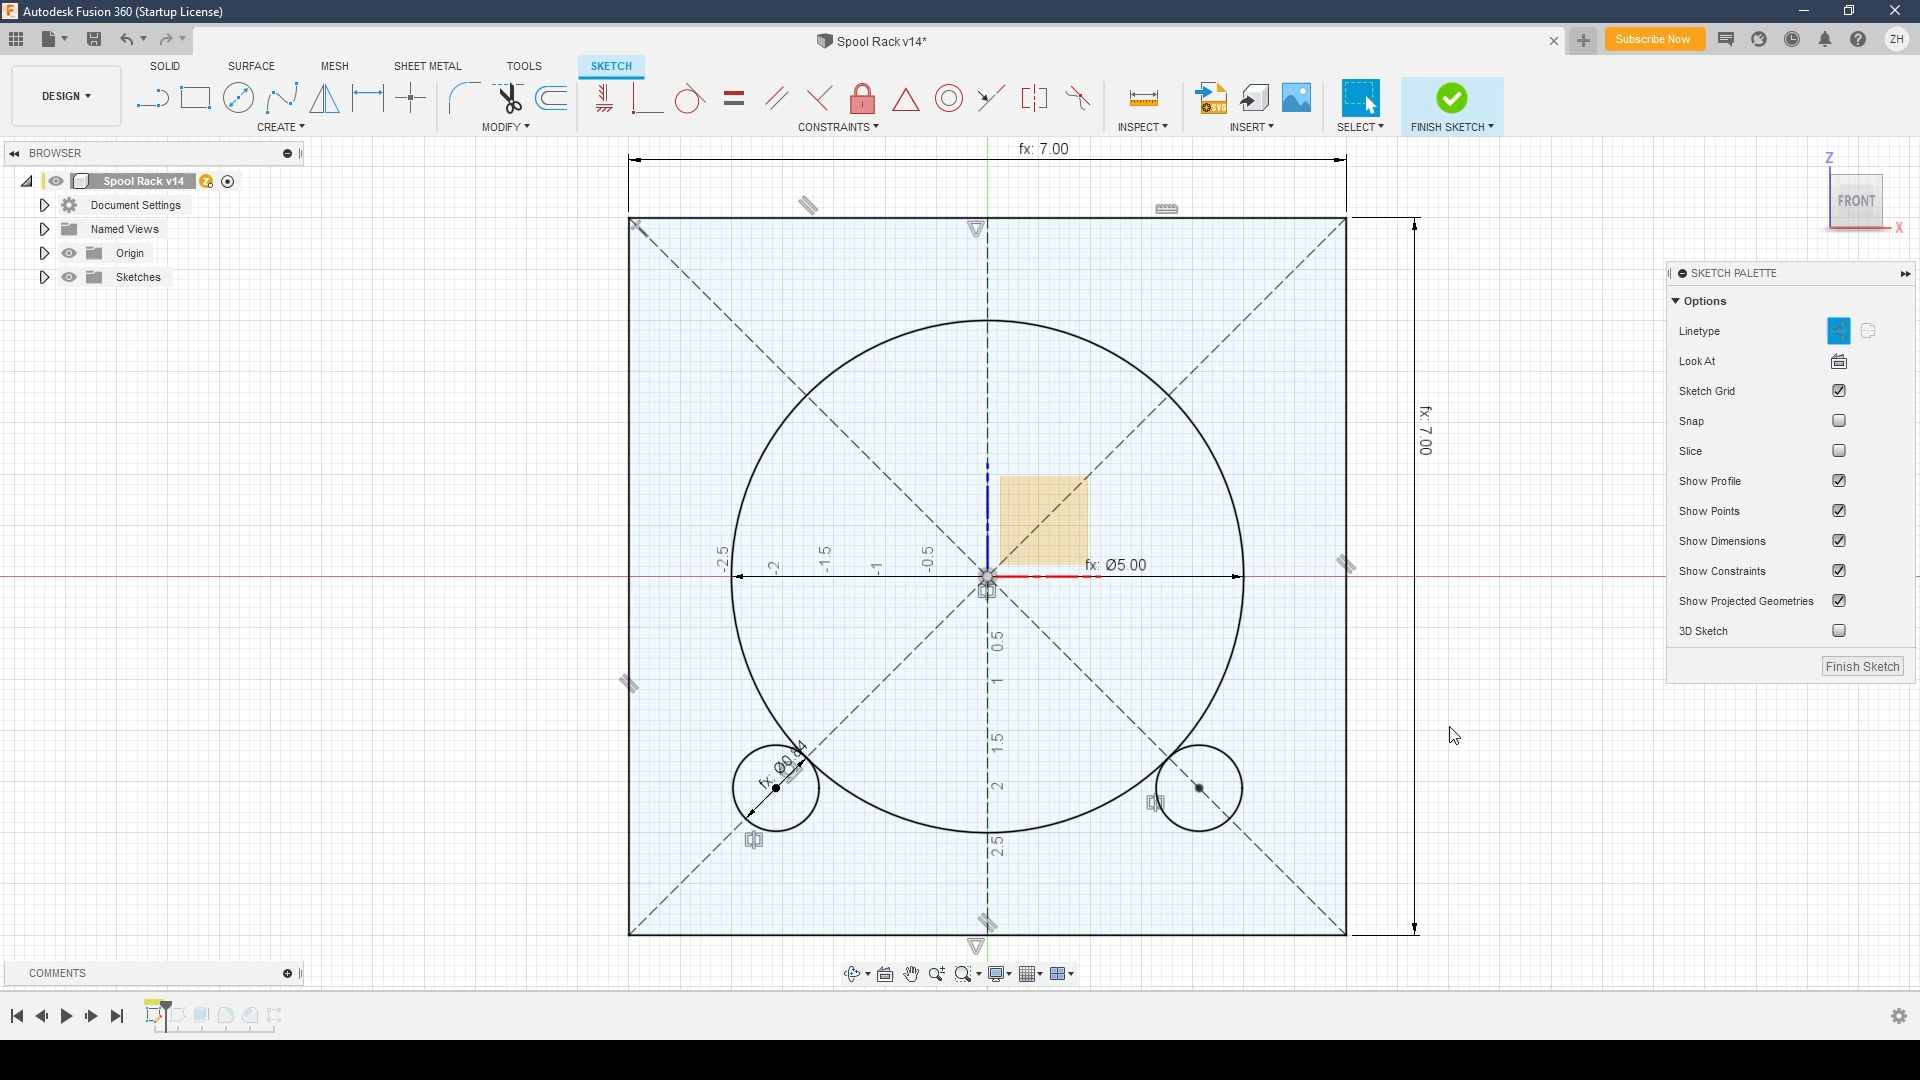 Autodesk Fusion 360 (Startup License)
Spool Rack v14*
Subscribe Now
ZH
SOLID
SURFACE
MESH
SHEET METAL
TOOLS
SKETCH
DESIGN
CREATE
MODIFY
CONSTRAINTS
INSPECT
INSERT
SELECT
FINISH SKETCH
SVG
BROWSER
Spool Rack v14
Document Settings
Named Views
Origin
Sketches
fx: 7.00
fx: 7.00
fx: Ø5.00
fx: Ø0.84
-2.5
-2
-1.5
-1
-0.5
0.5
1
1.5
2
2.5
Z
FRONT
X
SKETCH PALETTE
Options
Linetype
Look At
Sketch Grid
Snap
Slice
Show Profile
Show Points
Show Dimensions
Show Constraints
Show Projected Geometries
3D Sketch
Finish Sketch
COMMENTS